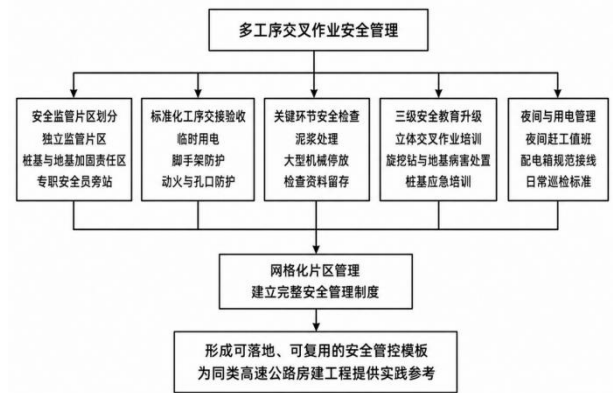 多工序交叉作业安全管理
安全监管片区划分
独立监管片区
桩基与地基加固责任区
专职安全员旁站
标准化工序交接验收
临时用电
脚手架防护
动火与孔口防护
关键环节安全检查
泥浆处理
大型机械停放
检查资料留存
三级安全教育升级
立体交叉作业培训
旋挖钻与地基病害处置
桩基应急培训
夜间与用电管理
夜间赶工值班
配电箱规范接线
日常巡检标准
网格化片区管理
建立完整安全管理制度
形成可落地、可复用的安全管控模板
为同类高速公路房建工程提供实践参考